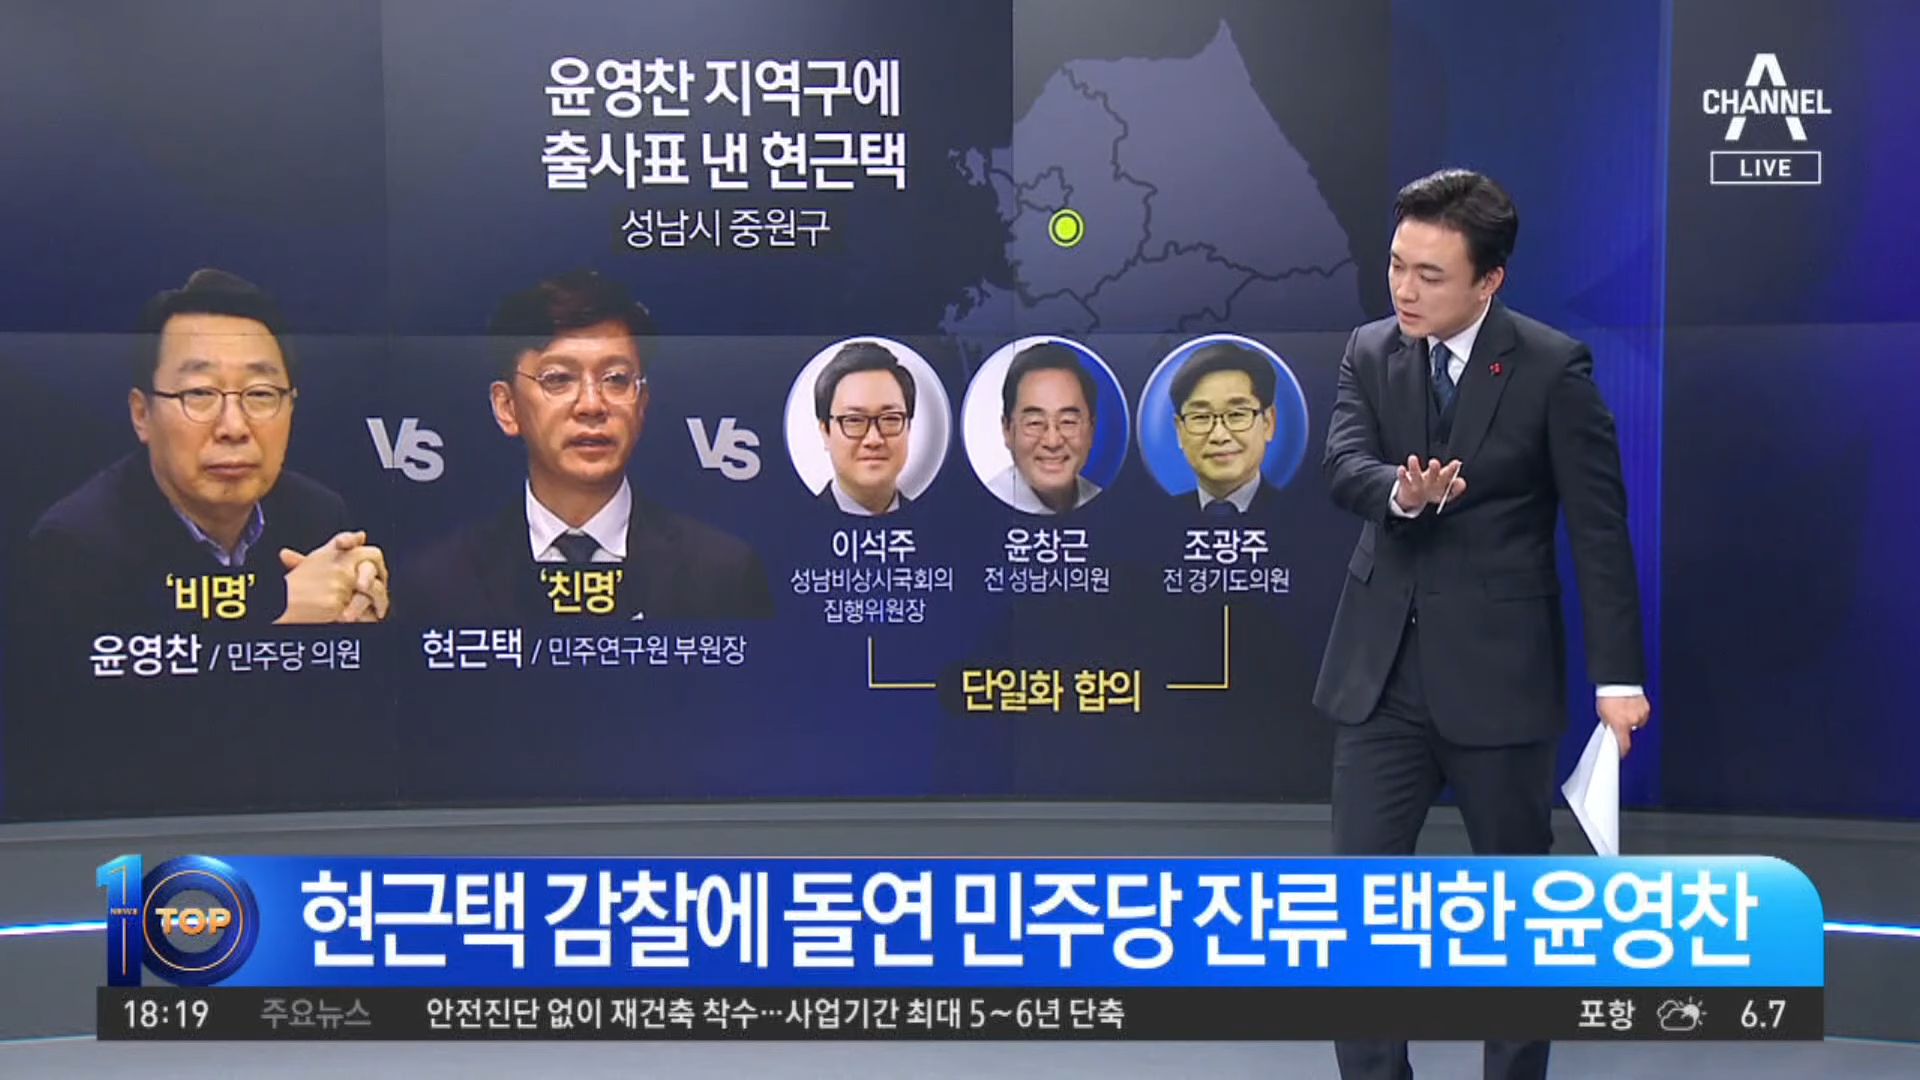 윤영찬 지역구에
출사표 낸 현근택
성남시 중원구
CHANNEL A
LIVE
VS
VS
'비명'
윤영찬 / 민주당 의원
'친명'
현근택 / 민주연구원 부원장
이석주
성남비상시국회의
집행위원장
윤창근
전 성남시의원
조광주
전 경기도의원
단일화 합의
10
NEWS
TOP
현근택 감찰에 돌연 민주당 잔류 택한 윤영찬
18:19 주요뉴스 안전진단 없이 재건축 착수…사업기간 최대 5~6년 단축 포항 6.7